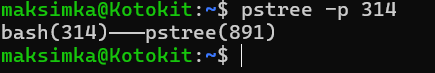 maksimka@Kotokit:~$ pstree -p 314
bash(314)───pstree(891)
maksimka@Kotokit:~$